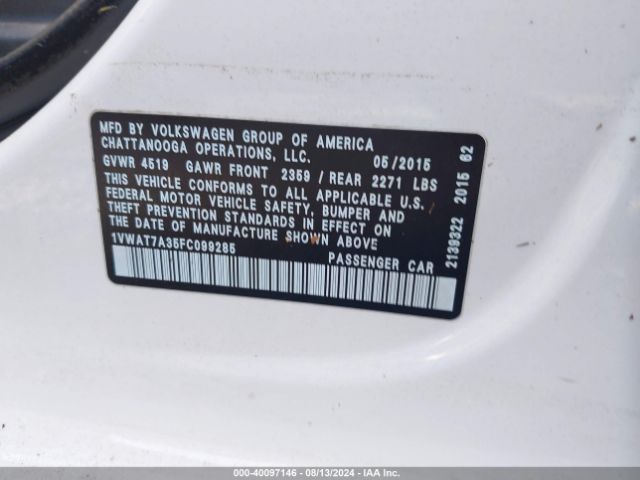 MFD BY VOLKSWAGEN GROUP OF AMERICA
CHATTANOOGA OPERATIONS, LLC. 05/2015
GVWR 4519 GAWR FRONT 2359 / REAR 2271 LBS
THIS VEHICLE CONFORMS TO ALL APPLICABLE U.S.
FEDERAL MOTOR VEHICLE SAFETY, BUMPER AND
THEFT PREVENTION STANDARDS IN EFFECT ON
THE DATE OF MANUFACTURE SHOWN ABOVE
1VWAT7A35FC099285
PASSENGER CAR
2139322 2015 62
000-40097146 - 08/13/2024 - IAAI.COM